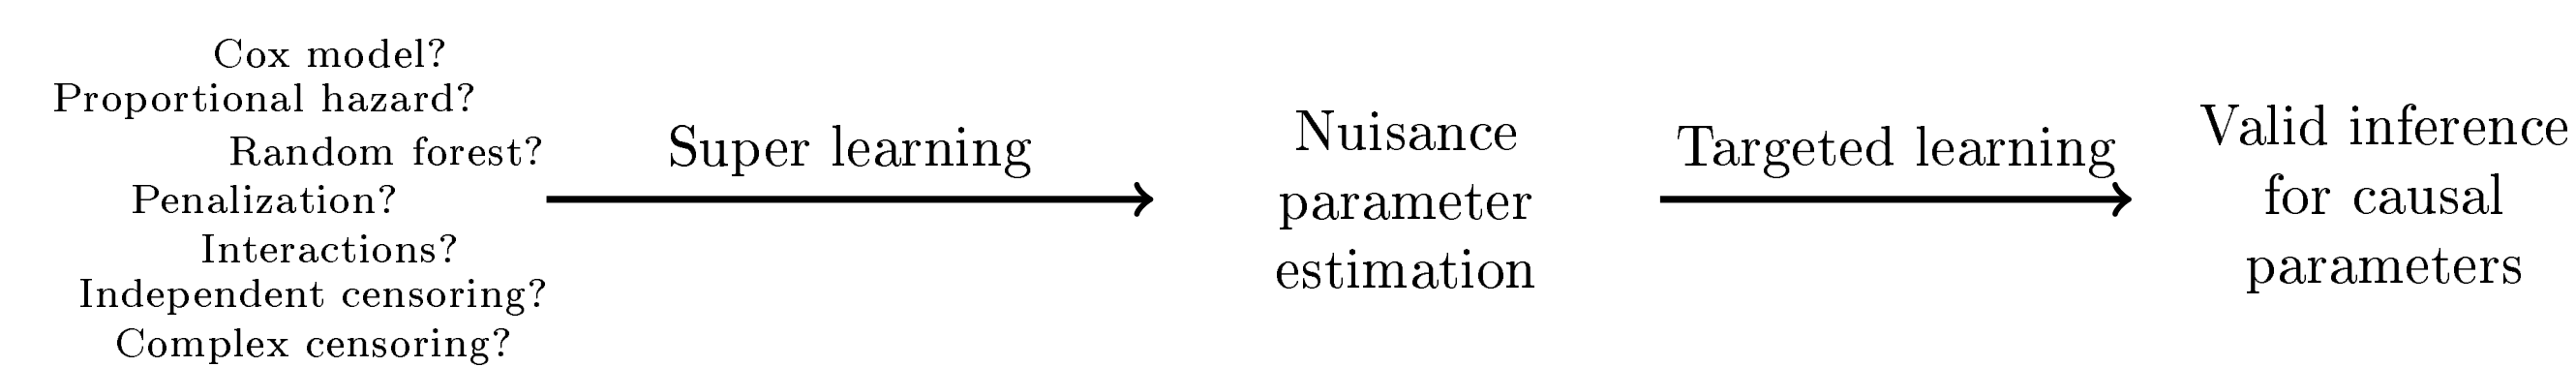 Cox model?
Proportional hazard?
Random forest?
Penalization?
Interactions?
Independent censoring?
Complex censoring?
Super learning
Nuisance
parameter
estimation
Targeted learning
Valid inference
for causal
parameters